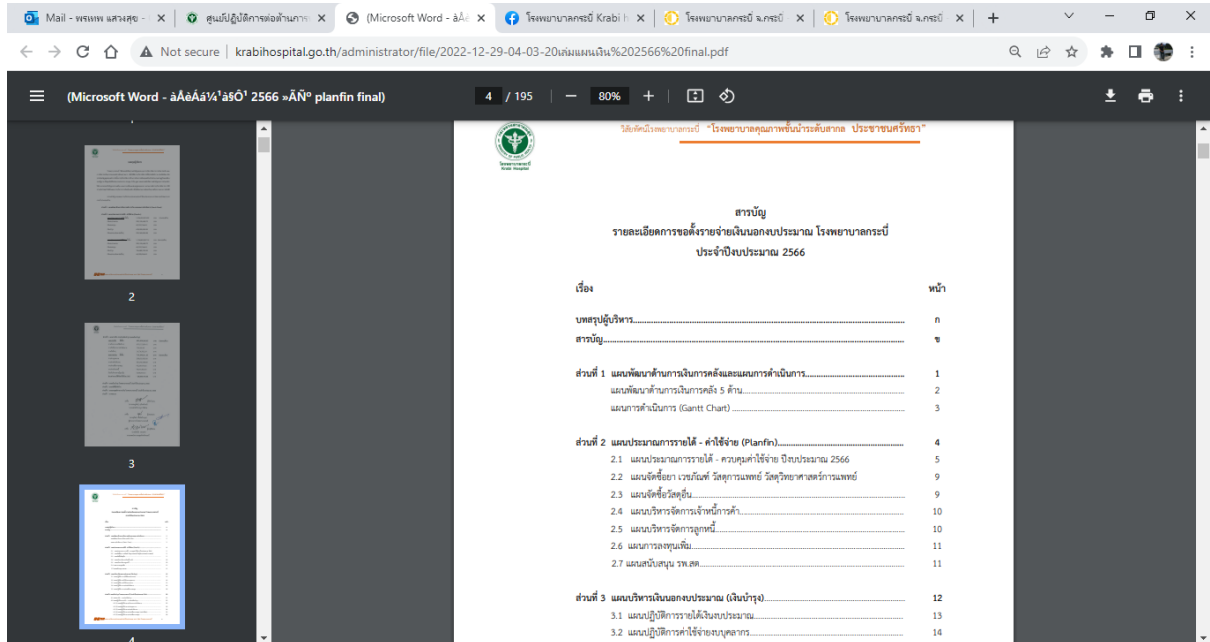 Mail - พรเทพ แสวงสุข -
ศูนย์ปฏิบัติการต่อต้านการ
(Microsoft Word - àÅè
โรงพยาบาลกระบี่ Krabi h
โรงพยาบาลกระบี่ จ.กระบี่ -
โรงพยาบาลกระบี่ จ.กระบี่ -
Not secure | krabihospital.go.th/administrator/file/2022-12-29-04-03-20เล่มแผนเงิน%202566%20final.pdf
(Microsoft Word - àÅèÁá¼¹à§Ô¹ 2566 »ÃÑº planfin final)
4 / 195
80%
2
3
4
โรงพยาบาลกระบี่
Krabi Hospital
วิสัยทัศน์โรงพยาบาลกระบี่ "โรงพยาบาลคุณภาพชั้นนำระดับสากล ประชาชนศรัทธา"
สารบัญ
รายละเอียดการขอตั้งรายจ่ายเงินนอกงบประมาณ โรงพยาบาลกระบี่
ประจำปีงบประมาณ 2566
เรื่อง หน้า
บทสรุปผู้บริหาร ก
สารบัญ ข
ส่วนที่ 1 แผนพัฒนาด้านการเงินการคลังและแผนการดำเนินการ 1
แผนพัฒนาด้านการเงินการคลัง 5 ด้าน 2
แผนการดำเนินการ (Gantt Chart) 3
ส่วนที่ 2 แผนประมาณการรายได้ - ค่าใช้จ่าย (Planfin) 4
2.1 แผนประมาณการรายได้ - ควบคุมค่าใช้จ่าย ปีงบประมาณ 2566 5
2.2 แผนจัดซื้อยา เวชภัณฑ์ วัสดุการแพทย์ วัสดุวิทยาศาสตร์การแพทย์ 9
2.3 แผนจัดซื้อวัสดุอื่น 9
2.4 แผนบริหารจัดการเจ้าหนี้การค้า 10
2.5 แผนบริหารจัดการลูกหนี้ 10
2.6 แผนการลงทุนเพิ่ม 11
2.7 แผนสนับสนุน รพ.สต 11
ส่วนที่ 3 แผนบริหารเงินนอกงบประมาณ (เงินบำรุง) 12
3.1 แผนปฏิบัติการรายได้เงินงบประมาณ 13
3.2 แผนปฏิบัติการค่าใช้จ่ายงบบุคลากร 14